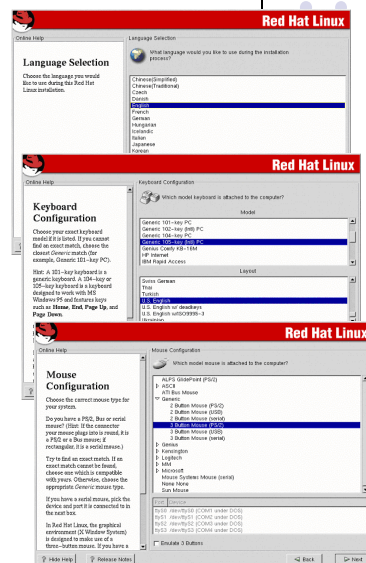 Red Hat Linux
Online Help
Language Selection
Language Selection
Choose the language you would
like to use during this Red Hat
Linux installation.
What language would you like to use during the installation
process?
Chinese(Simplified)
Chinese(Traditional)
Czech
Danish
English
French
German
Hungarian
Icelandic
Italian
Japanese
Korean
Red Hat Linux
Online Help
Keyboard Configuration
Keyboard
Configuration
Choose your exact keyboard
model if it is listed. If you cannot
find an exact match, choose the
closest Generic match (for
example, Generic 101-key PC).
Hint: A 101-key keyboard is a
generic keyboard. A 104-key or
105-key keyboard is a keyboard
designed to work with MS
Windows 95 and features keys
such as Home, End, Page Up, and
Page Down.
Which model keyboard is attached to the computer?
Model
Generic 101-key PC
Generic 102-key (Intl) PC
Generic 104-key PC
Generic 105-key (Intl) PC
Genius Comfy KB-16M
HP Internet
IBM Rapid Access
Layout
Swiss German
Thai
Turkish
U.S. English
U.S. English w/ deadkeys
U.S. English w/ISO9995-3
Ukrainian
Red Hat Linux
Online Help
Mouse Configuration
Mouse
Configuration
Choose the correct mouse type for
your system.
Do you have a PS/2, Bus or serial
mouse? (Hint: If the connector
your mouse plugs into is round, it is
a PS/2 or a Bus mouse; if
rectangular, it is a serial mouse.)
Try to find an exact match. If an
exact match cannot be found,
choose one which is compatible
with yours. Otherwise, choose the
appropriate Generic mouse type.
If you have a serial mouse, pick the
device and port it is connected to in
the next box.
In Red Hat Linux, the graphical
environment (X Window System)
is designed to make use of a
three-button mouse. If you have a
Which model mouse is attached to the computer?
ALPS GlidePoint (PS/2)
ASCII
ATI Bus Mouse
Generic
2 Button Mouse (PS/2)
2 Button Mouse (USB)
2 Button Mouse (serial)
3 Button Mouse (PS/2)
3 Button Mouse (USB)
3 Button Mouse (serial)
Genius
Kensington
Logitech
MM
Microsoft
Mouse Systems Mouse (serial)
None None
Sun Mouse
Port Device
ttyS0 /dev/ttyS0 (COM1 under DOS)
ttyS1 /dev/ttyS1 (COM2 under DOS)
ttyS2 /dev/ttyS2 (COM3 under DOS)
ttyS3 /dev/ttyS3 (COM4 under DOS)
Emulate 3 Buttons
? Hide Help
? Release Notes
Back
Next